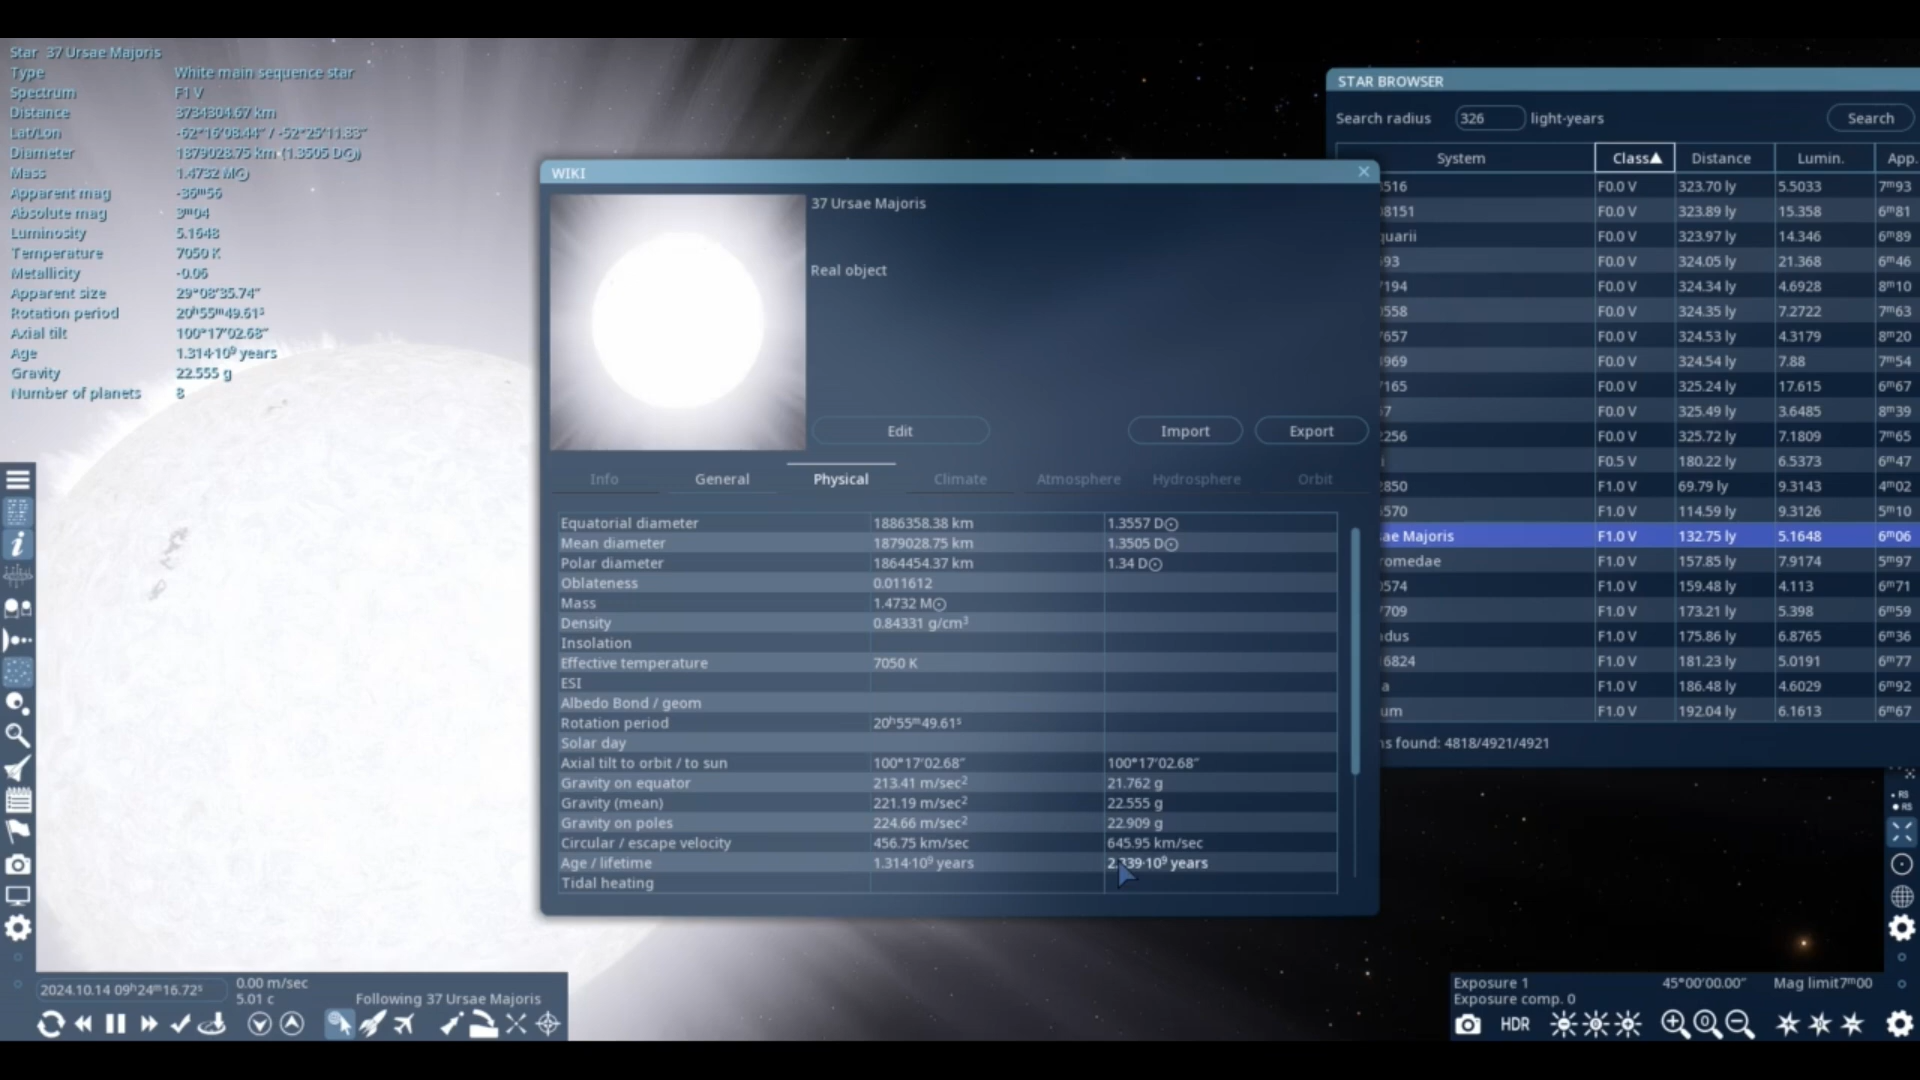 Star 37 Ursae Majoris
Type White main sequence star
Spectrum F1 V
Distance 3734304.67 km
Lat/Lon -62°16'08.44" / -52°25'11.33"
Diameter 1879028.75 km (1.3505 D☉)
Mass 1.4732 M☉
Apparent mag -36ᵐ56
Absolute mag 3ᵐ04
Luminosity 5.1648
Temperature 7050 K
Metallicity -0.06
Apparent size 29°08'35.74"
Rotation period 20ʰ55ᵐ49.61ˢ
Axial tilt 100°17'02.68"
Age 1.314·10⁹ years
Gravity 22.555 g
Number of planets 8
WIKI
37 Ursae Majoris
Real object
Edit Import Export
Info General Physical Climate Atmosphere Hydrosphere Orbit
Equatorial diameter 1886358.38 km 1.3557 D☉
Mean diameter 1879028.75 km 1.3505 D☉
Polar diameter 1864454.37 km 1.34 D☉
Oblateness 0.011612
Mass 1.4732 M☉
Density 0.84331 g/cm³
Insolation
Effective temperature 7050 K
ESI
Albedo Bond / geom
Rotation period 20ʰ55ᵐ49.61ˢ
Solar day
Axial tilt to orbit / to sun 100°17'02.68" 100°17'02.68"
Gravity on equator 213.41 m/sec² 21.762 g
Gravity (mean) 221.19 m/sec² 22.555 g
Gravity on poles 224.66 m/sec² 22.909 g
Circular / escape velocity 456.75 km/sec 645.95 km/sec
Age / lifetime 1.314·10⁹ years years
Tidal heating
STAR BROWSER
Search radius 326 light-years Search
System Class▲ Distance Lumin. App.
516 F0.0 V 323.70 ly 5.5033 7ᵐ93
8151 F0.0 V 323.89 ly 15.358 6ᵐ81
quarii F0.0 V 323.97 ly 14.346 6ᵐ89
93 F0.0 V 324.05 ly 21.368 6ᵐ46
194 F0.0 V 324.34 ly 4.6928 8ᵐ10
558 F0.0 V 324.35 ly 7.2722 7ᵐ63
657 F0.0 V 324.53 ly 4.3179 8ᵐ20
969 F0.0 V 324.54 ly 7.88 7ᵐ54
165 F0.0 V 325.24 ly 17.615 6ᵐ67
7 F0.0 V 325.49 ly 3.6485 8ᵐ39
256 F0.0 V 325.72 ly 7.1809 7ᵐ65
i F0.5 V 180.22 ly 6.5373 6ᵐ47
850 F1.0 V 69.79 ly 9.3143 4ᵐ02
570 F1.0 V 114.59 ly 9.3126 5ᵐ10
ae Majoris F1.0 V 132.75 ly 5.1648 6ᵐ06
romedae F1.0 V 157.85 ly 7.9174 5ᵐ97
574 F1.0 V 159.48 ly 4.113 6ᵐ71
709 F1.0 V 173.21 ly 5.398 6ᵐ59
dus F1.0 V 175.86 ly 6.8765 6ᵐ36
6824 F1.0 V 181.23 ly 5.0191 6ᵐ77
a F1.0 V 186.48 ly 4.6029 6ᵐ92
um F1.0 V 192.04 ly 6.1613 6ᵐ67
s found: 4818/4921/4921
RS
RS
2024.10.14 09ʰ24ᵐ16.72ˢ
0.00 m/sec
5.01 c
Following 37 Ursae Majoris
Exposure 1 45°00'00.00" Mag limit7ᵐ00
Exposure comp. 0
HDR